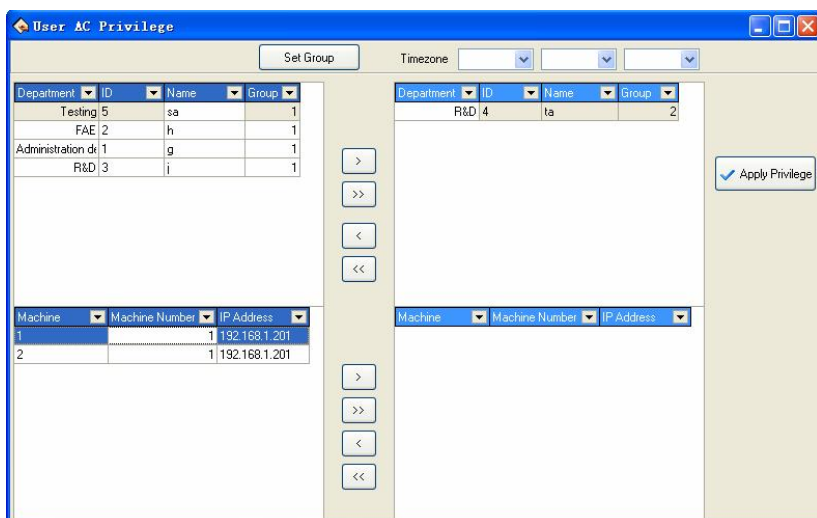 User AC Privilege
Set Group Timezone
Department ID Name Group
Testing 5 sa 1
FAE 2 h 1
Administration de 1 g 1
R&D 3 j 1
>
>>
<
<<
Department ID Name Group
R&D 4 ta 2
Apply Privilege
Machine Machine Number IP Address
1 1 192.168.1.201
2 1 192.168.1.201
>
>>
<
<<
Machine Machine Number IP Address